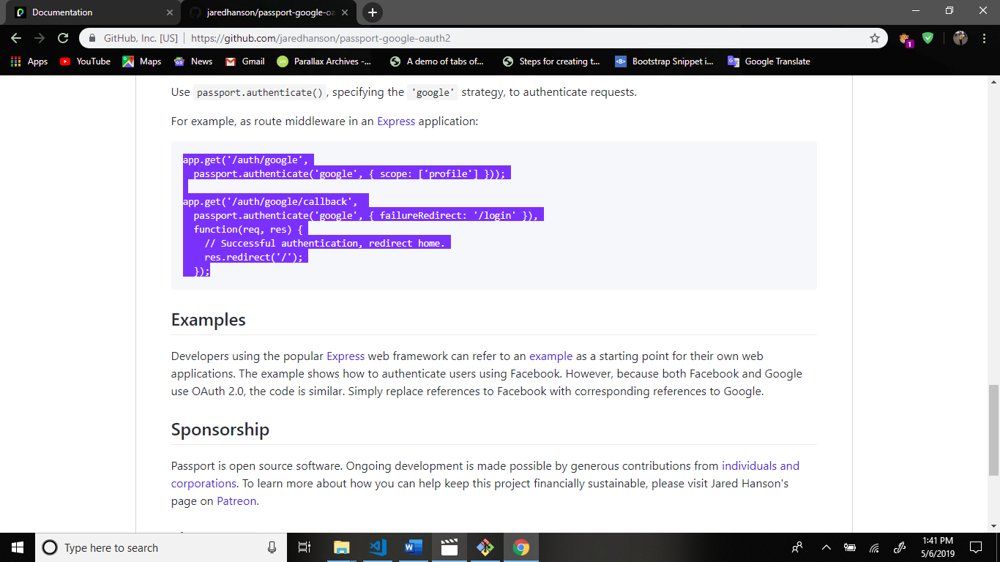 Documentation
jaredhanson/passport-google-oa
GitHub, Inc. [US]
https://github.com/jaredhanson/passport-google-oauth2
1
Apps
YouTube
Maps
News
Gmail
Parallax Archives -...
A demo of tabs of...
Steps for creating t...
Bootstrap Snippet i...
Google Translate
Use passport.authenticate(), specifying the 'google' strategy, to authenticate requests.
For example, as route middleware in an Express application:
app.get('/auth/google',
  passport.authenticate('google', { scope: ['profile'] }));
app.get('/auth/google/callback',
  passport.authenticate('google', { failureRedirect: '/login' }),
  function(req, res) {
    // Successful authentication, redirect home.
    res.redirect('/');
  });
Examples
Developers using the popular Express web framework can refer to an example as a starting point for their own web
applications. The example shows how to authenticate users using Facebook. However, because both Facebook and Google
use OAuth 2.0, the code is similar. Simply replace references to Facebook with corresponding references to Google.
Sponsorship
Passport is open source software. Ongoing development is made possible by generous contributions from individuals and
corporations. To learn more about how you can help keep this project financially sustainable, please visit Jared Hanson's
page on Patreon.
Type here to search
1:41 PM
5/6/2019